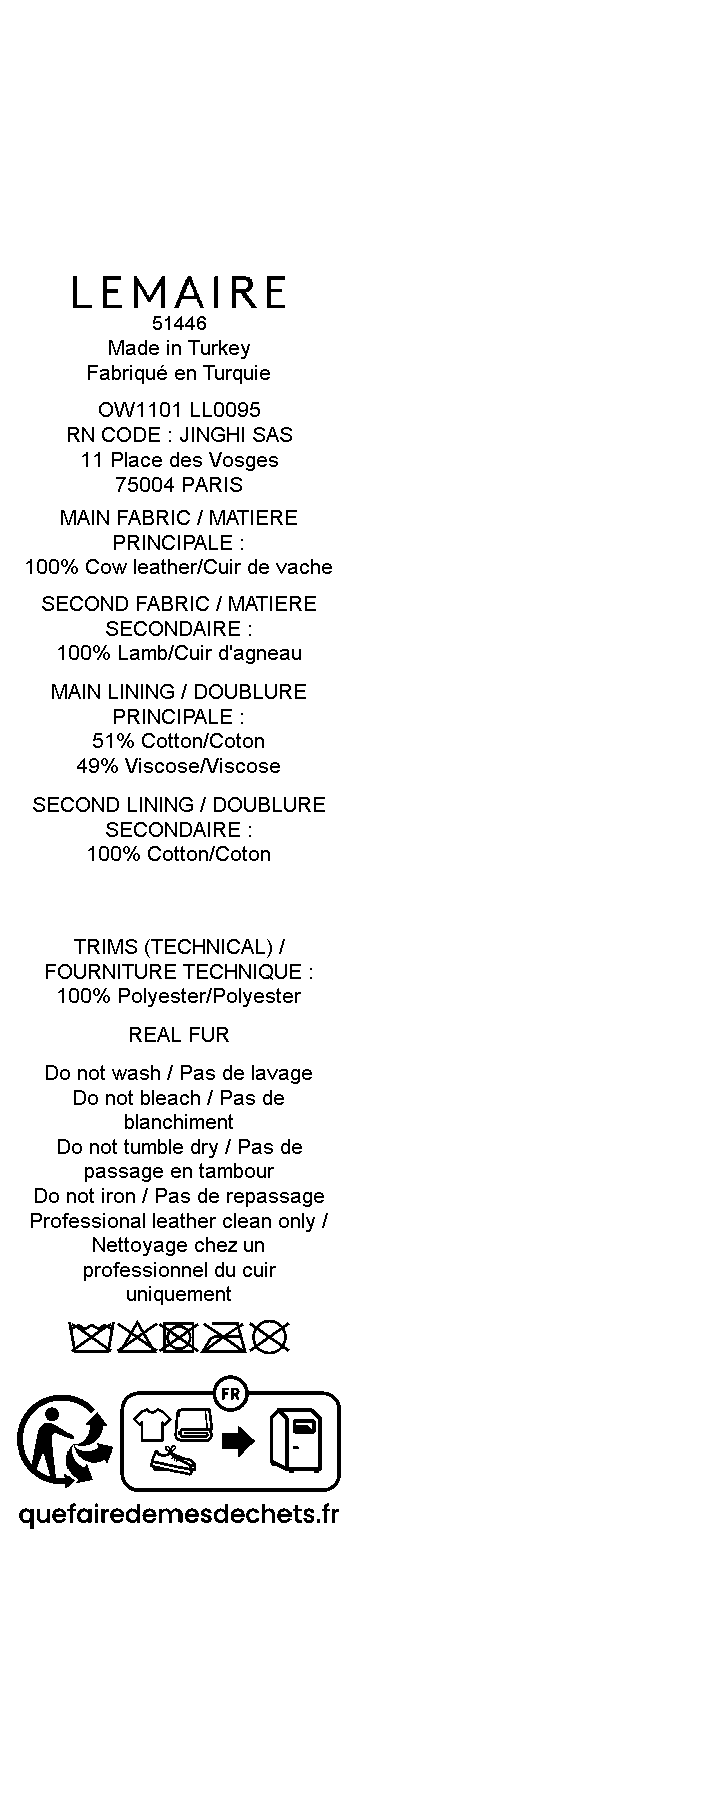 LEMAIRE
51446
Made in Turkey
Fabriqué en Turquie
OW1101 LL0095
RN CODE : JINGHI SAS
11 Place des Vosges
75004 PARIS
MAIN FABRIC / MATIERE
PRINCIPALE :
100% Cow leather/Cuir de vache
SECOND FABRIC / MATIERE
SECONDAIRE :
100% Lamb/Cuir d'agneau
MAIN LINING / DOUBLURE
PRINCIPALE :
51% Cotton/Coton
49% Viscose/Viscose
SECOND LINING / DOUBLURE
SECONDAIRE :
100% Cotton/Coton
TRIMS (TECHNICAL) /
FOURNITURE TECHNIQUE :
100% Polyester/Polyester
REAL FUR
Do not wash / Pas de lavage
Do not bleach / Pas de
blanchiment
Do not tumble dry / Pas de
passage en tambour
Do not iron / Pas de repassage
Professional leather clean only /
Nettoyage chez un
professionnel du cuir
uniquement
FR
quefairedemesdechets.fr